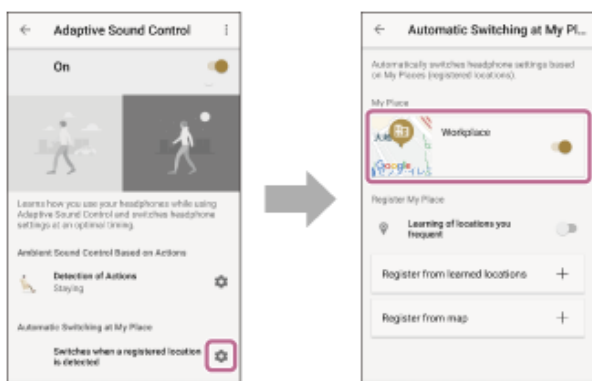 Adaptive Sound Control
On
Learns how you use your headphones while using
Adaptive Sound Control and switches headphone
settings at an optimal timing.
Ambient Sound Control Based on Actions
Detection of Actions
Staying
Automatic Switching at My Place
Switches when a registered location
is detected
Automatic Switching at My Pl...
Automatically switches headphone settings based
on My Places (registered locations).
My Place
Workplace
Google
Register My Place
Learning of locations you
frequent
Register from learned locations
Register from map